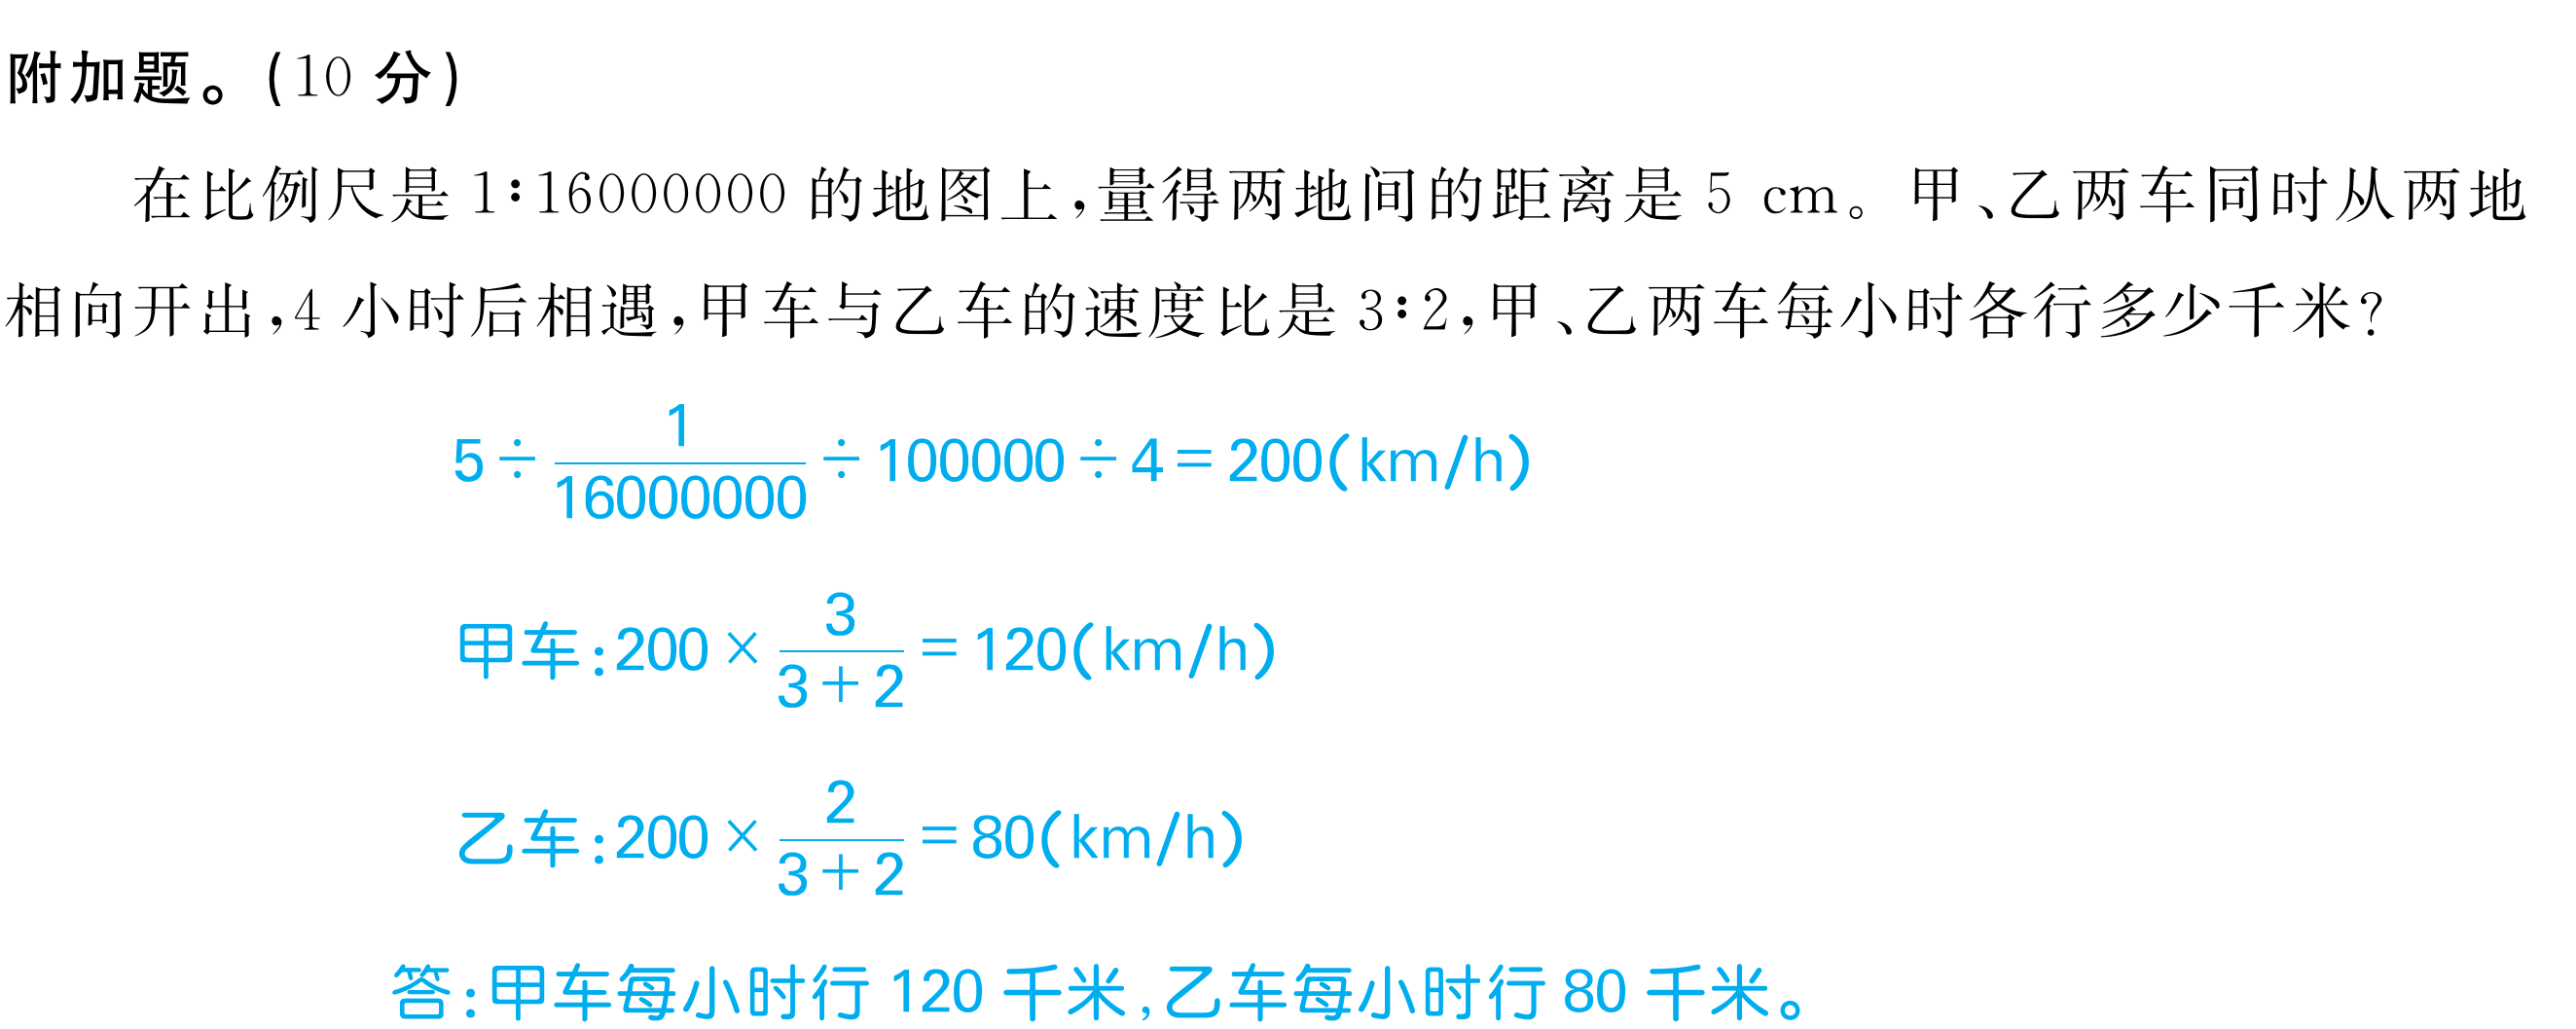 附加题。(10 分)
在比例尺是 1∶16000000 的地图上,量得两地间的距离是 5 cm。甲、乙两车同时从两地
相向开出,4 小时后相遇,甲车与乙车的速度比是 3∶2,甲、乙两车每小时各行多少千米?
5 ÷ 1/16000000 ÷ 100000 ÷ 4 = 200(km/h)
甲车:200 × 3/(3+2) = 120(km/h)
乙车:200 × 2/(3+2) = 80(km/h)
答:甲车每小时行 120 千米,乙车每小时行 80 千米。